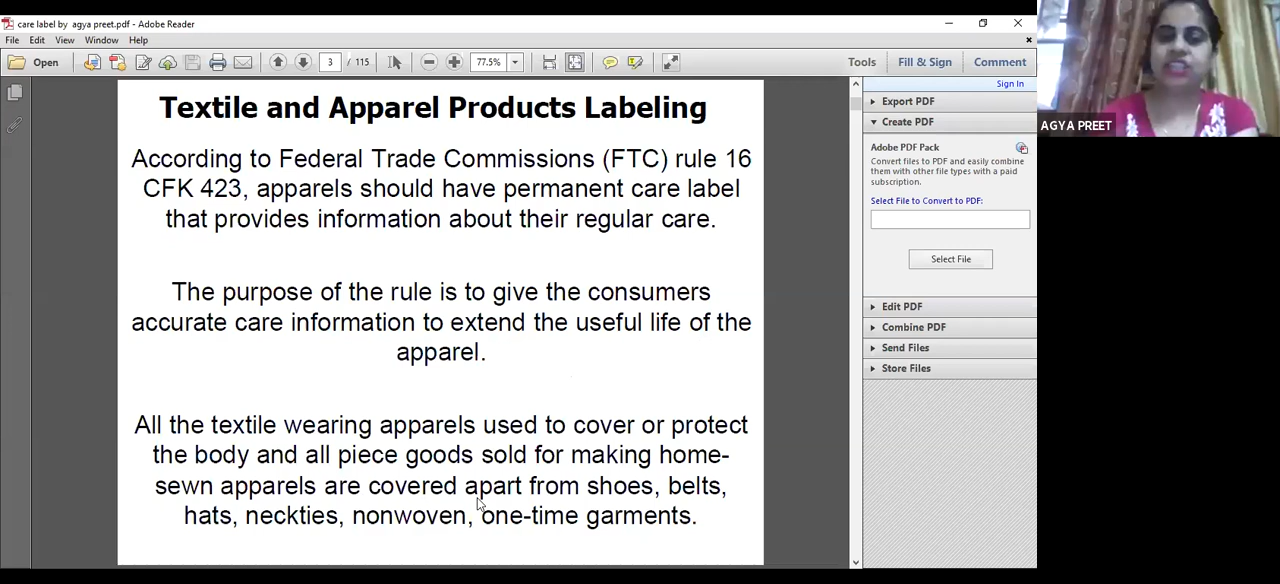 care label by agya preet.pdf - Adobe Reader
File Edit View Window Help
Open 3 / 115 77.5% Tools Fill & Sign Comment
Sign In
Export PDF
Create PDF
Adobe PDF Pack
Convert files to PDF and easily combine
them with other file types with a paid
subscription.
Select File to Convert to PDF:
Select File
Edit PDF
Combine PDF
Send Files
Store Files
Textile and Apparel Products Labeling
According to Federal Trade Commissions (FTC) rule 16
CFK 423, apparels should have permanent care label
that provides information about their regular care.
The purpose of the rule is to give the consumers
accurate care information to extend the useful life of the
apparel.
All the textile wearing apparels used to cover or protect
the body and all piece goods sold for making home-
sewn apparels are covered apart from shoes, belts,
hats, neckties, nonwoven, one-time garments.
AGYA PREET